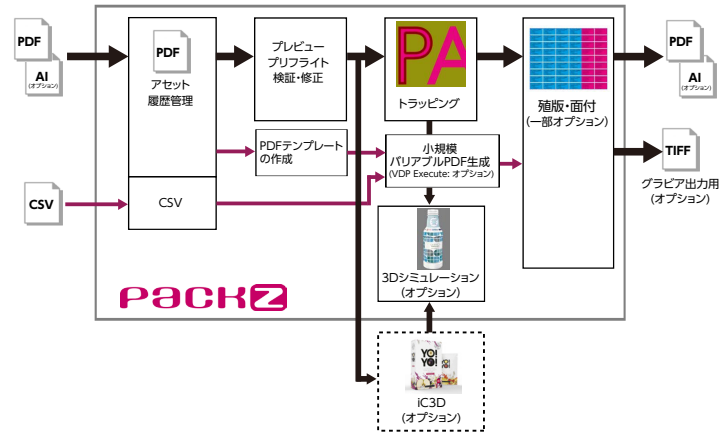 PDF
AI
(オプション)
PDF
アセット
履歴管理
プレビュー
プリフライト
検証・修正
PA
トラッピング
殖版・面付
(一部オプション)
PDF
AI
(オプション)
TIFF
グラビア出力用
(オプション)
PDFテンプレート
の作成
小規模
バリアブルPDF生成
(VDP Execute: オプション)
CSV
CSV
3Dシミュレーション
(オプション)
PACKZ
YO!
YO!
iC3D
(オプション)